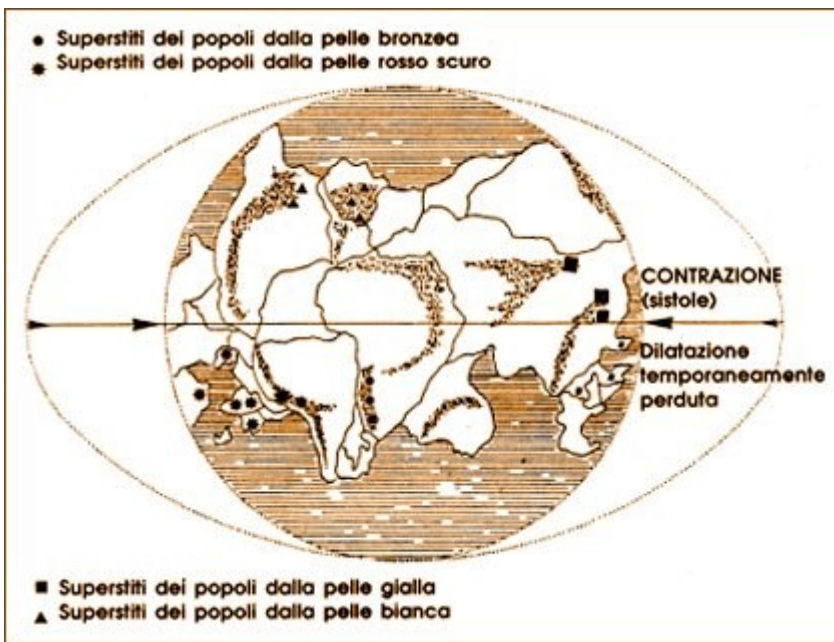 Superstiti dei popoli dalla pelle bronzea
Superstiti dei popoli dalla pelle rosso scuro
CONTRAZIONE
(sistole)
Dilatazione
temporaneamente
perduta
Superstiti dei popoli dalla pelle gialla
Superstiti dei popoli dalla pelle bianca